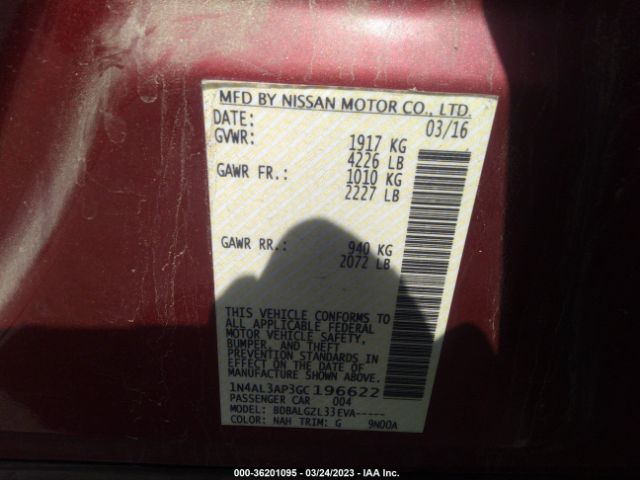 MFD BY NISSAN MOTOR CO., LTD.
DATE: 03/16
GVWR: 1917 KG
4226 LB
GAWR FR.: 1010 KG
2227 LB
GAWR RR.: 940 KG
2072 LB
THIS VEHICLE CONFORMS TO
ALL APPLICABLE FEDERAL
MOTOR VEHICLE SAFETY,
BUMPER, AND THEFT
PREVENTION STANDARDS IN
EFFECT ON THE DATE OF
MANUFACTURE SHOWN ABOVE.
1N4AL3AP3GC196622
PASSENGER CAR 004
MODEL: BDBALGZL33EVA-----
COLOR: NAH TRIM: G 9N00A
000-36201095 - 03/24/2023 - IAA Inc.